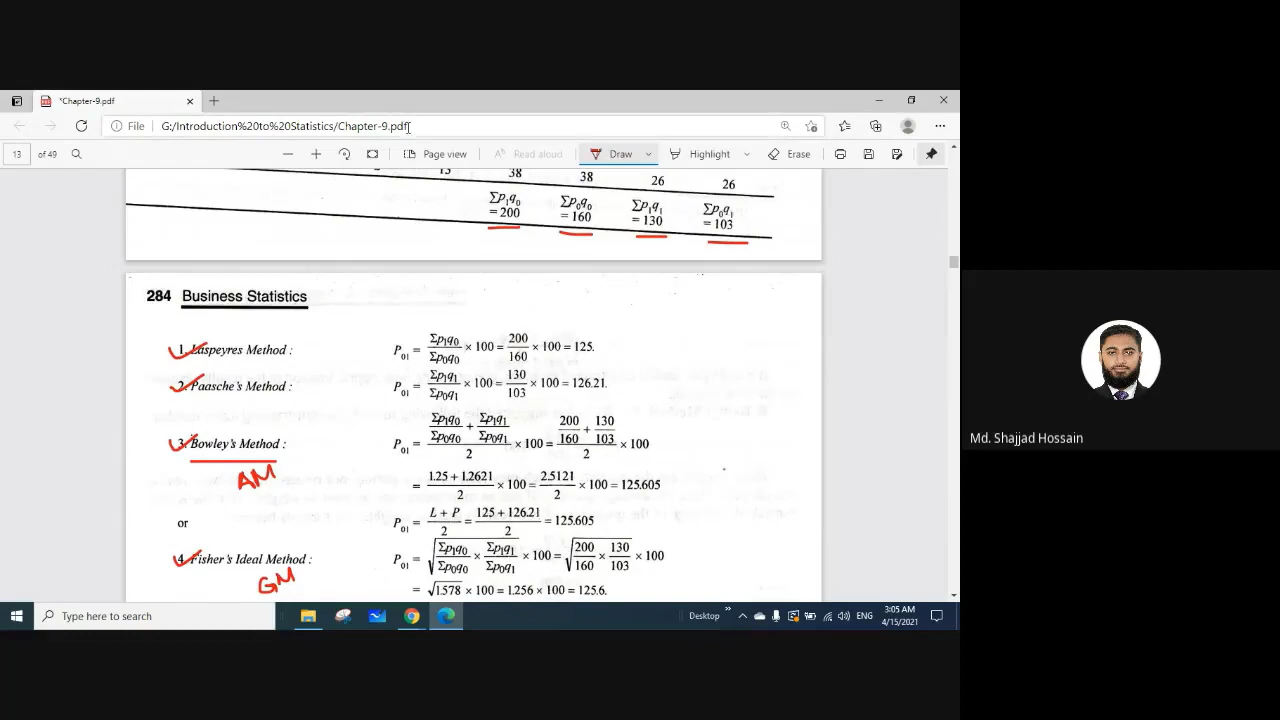 *Chapter-9.pdf
File G:/Introduction%20to%20Statistics/Chapter-9.pdf
13 of 49 Page view Read aloud Draw Highlight Erase
13 38 38 26 26
Σp₁q₀ Σp₀q₀ Σp₁q₁ Σp₀q₁
= 200 = 160 = 130 = 103
284 Business Statistics
1. Laspeyres Method : P₀₁ = Σp₁q₀/Σp₀q₀ × 100 = 200/160 × 100 = 125.
2. Paasche's Method : P₀₁ = Σp₁q₁/Σp₀q₁ × 100 = 130/103 × 100 = 126.21.
3. Bowley's Method : P₀₁ = (Σp₁q₀/Σp₀q₀ + Σp₁q₁/Σp₀q₁)/2 × 100 = (200/160 + 130/103)/2 × 100
AM
= (1.25 + 1.2621)/2 × 100 = 2.5121/2 × 100 = 125.605
or P₀₁ = (L + P)/2 = (125 + 126.21)/2 = 125.605
4. Fisher's Ideal Method : P₀₁ = √(Σp₁q₀/Σp₀q₀ × Σp₁q₁/Σp₀q₁) × 100 = √(200/160 × 130/103) × 100
GM
= √1.578 × 100 = 1.256 × 100 = 125.6.
Md. Shajjad Hossain
Type here to search
Desktop
ENG
3:05 AM
4/15/2021